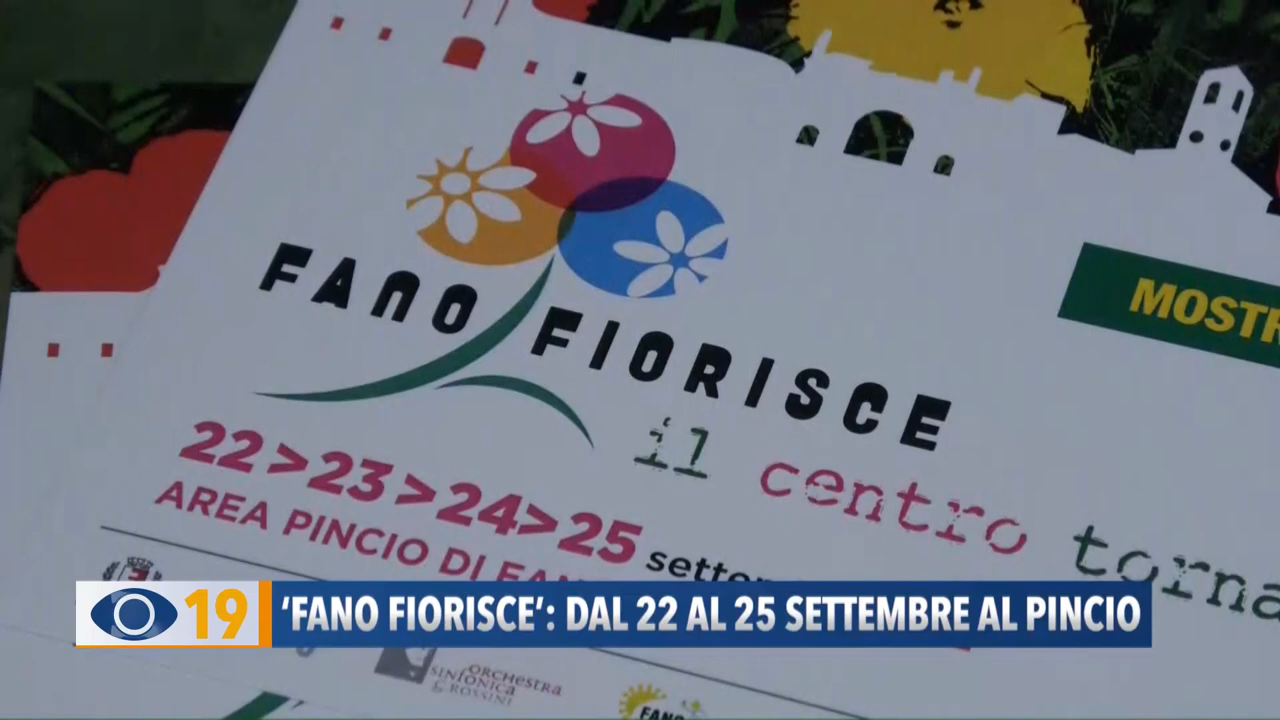 MOSTR
FANO FIORISCE
il centro torna
22>23>24>25
AREA PINCIO DI
19
'FANO FIORISCE': DAL 22 AL 25 SETTEMBRE AL PINCIO
ORCHESTRA
SINFONICA
G. ROSSINI
FANO